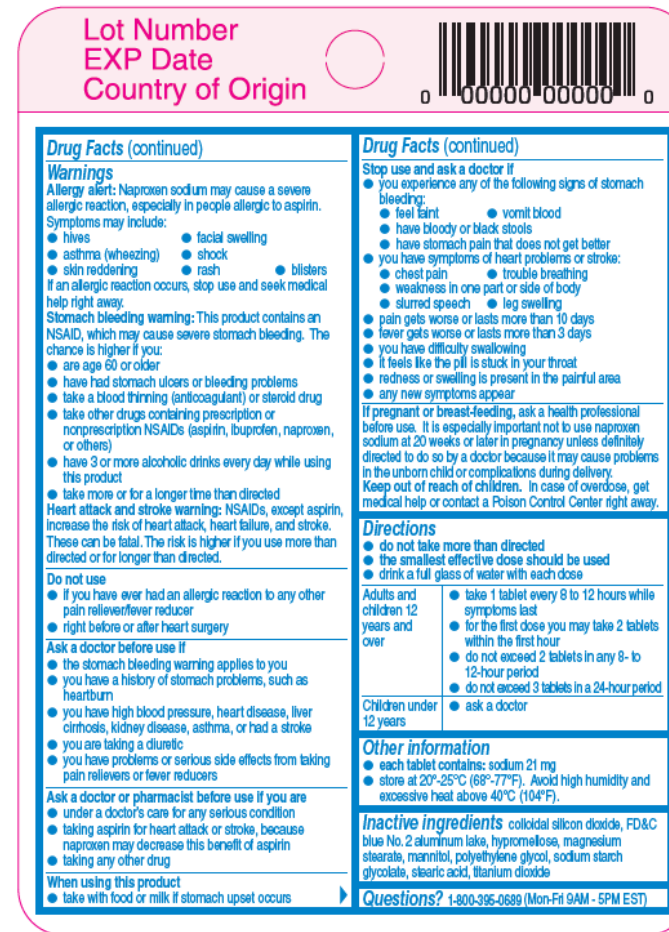 Lot Number
EXP Date
Country of Origin
0 00000 00000 0
Drug Facts (continued)
Warnings
Allergy alert: Naproxen sodium may cause a severe
allergic reaction, especially in people allergic to aspirin.
Symptoms may include:
● hives ● facial swelling
● asthma (wheezing) ● shock
● skin reddening ● rash ● blisters
If an allergic reaction occurs, stop use and seek medical
help right away.
Stomach bleeding warning: This product contains an
NSAID, which may cause severe stomach bleeding. The
chance is higher if you:
● are age 60 or older
● have had stomach ulcers or bleeding problems
● take a blood thinning (anticoagulant) or steroid drug
● take other drugs containing prescription or
nonprescription NSAIDs (aspirin, ibuprofen, naproxen,
or others)
● have 3 or more alcoholic drinks every day while using
this product
● take more or for a longer time than directed
Heart attack and stroke warning: NSAIDs, except aspirin,
increase the risk of heart attack, heart failure, and stroke.
These can be fatal. The risk is higher if you use more than
directed or for longer than directed.
Do not use
● if you have ever had an allergic reaction to any other
pain reliever/fever reducer
● right before or after heart surgery
Ask a doctor before use if
● the stomach bleeding warning applies to you
● you have a history of stomach problems, such as
heartburn
● you have high blood pressure, heart disease, liver
cirrhosis, kidney disease, asthma, or had a stroke
● you are taking a diuretic
● you have problems or serious side effects from taking
pain relievers or fever reducers
Ask a doctor or pharmacist before use if you are
● under a doctor's care for any serious condition
● taking aspirin for heart attack or stroke, because
naproxen may decrease this benefit of aspirin
● taking any other drug
When using this product
● take with food or milk if stomach upset occurs
Drug Facts (continued)
Stop use and ask a doctor if
● you experience any of the following signs of stomach
bleeding:
● feel faint ● vomit blood
● have bloody or black stools
● have stomach pain that does not get better
● you have symptoms of heart problems or stroke:
● chest pain ● trouble breathing
● weakness in one part or side of body
● slurred speech ● leg swelling
● pain gets worse or lasts more than 10 days
● fever gets worse or lasts more than 3 days
● you have difficulty swallowing
● it feels like the pill is stuck in your throat
● redness or swelling is present in the painful area
● any new symptoms appear
If pregnant or breast-feeding, ask a health professional
before use. It is especially important not to use naproxen
sodium at 20 weeks or later in pregnancy unless definitely
directed to do so by a doctor because it may cause problems
in the unborn child or complications during delivery.
Keep out of reach of children. In case of overdose, get
medical help or contact a Poison Control Center right away.
Directions
● do not take more than directed
● the smallest effective dose should be used
● drink a full glass of water with each dose
Adults and children 12 years and over
● take 1 tablet every 8 to 12 hours while
symptoms last
● for the first dose you may take 2 tablets
within the first hour
● do not exceed 2 tablets in any 8- to
12-hour period
● do not exceed 3 tablets in a 24-hour period
Children under 12 years
● ask a doctor
Other information
● each tablet contains: sodium 21 mg
● store at 20°-25°C (68°-77°F). Avoid high humidity and
excessive heat above 40°C (104°F).
Inactive ingredients colloidal silicon dioxide, FD&C
blue No. 2 aluminum lake, hypromellose, magnesium
stearate, mannitol, polyethylene glycol, sodium starch
glycolate, stearic acid, titanium dioxide
Questions? 1-800-395-0689 (Mon-Fri 9AM - 5PM EST)